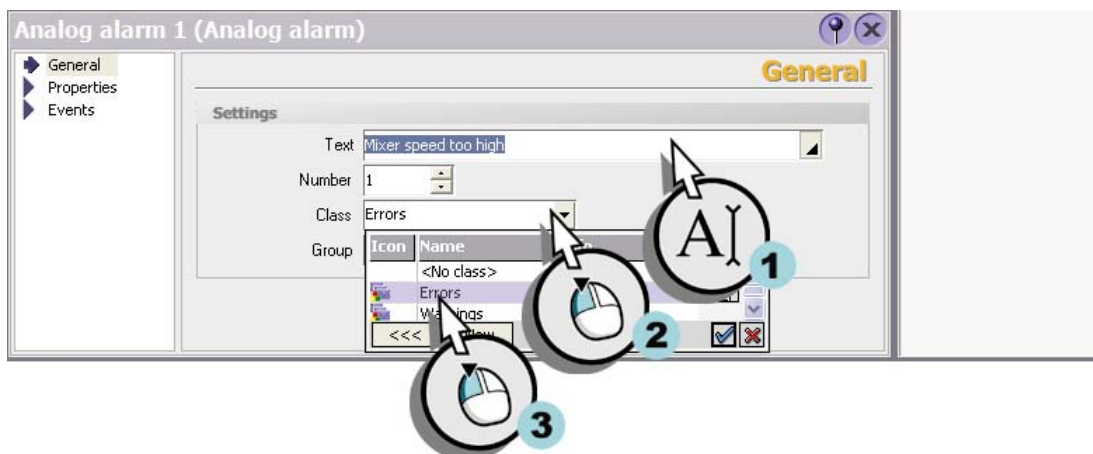 Analog alarm 1 (Analog alarm)
General
Properties
Events
General
Settings
Text Mixer speed too high
Number 1
Class Errors
Group
Icon Name
<No class>
Errors
<<<
1
2
3
A